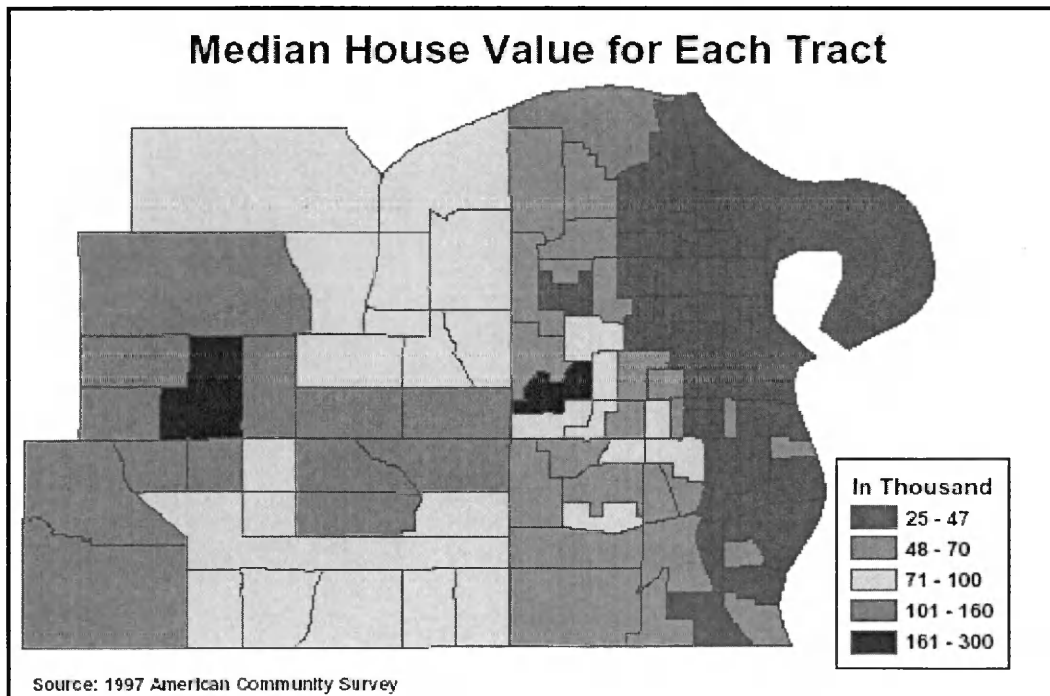 Median House Value for Each Tract
In Thousand
25 - 47
48 - 70
71 - 100
101 - 160
161 - 300
Source: 1997 American Community Survey